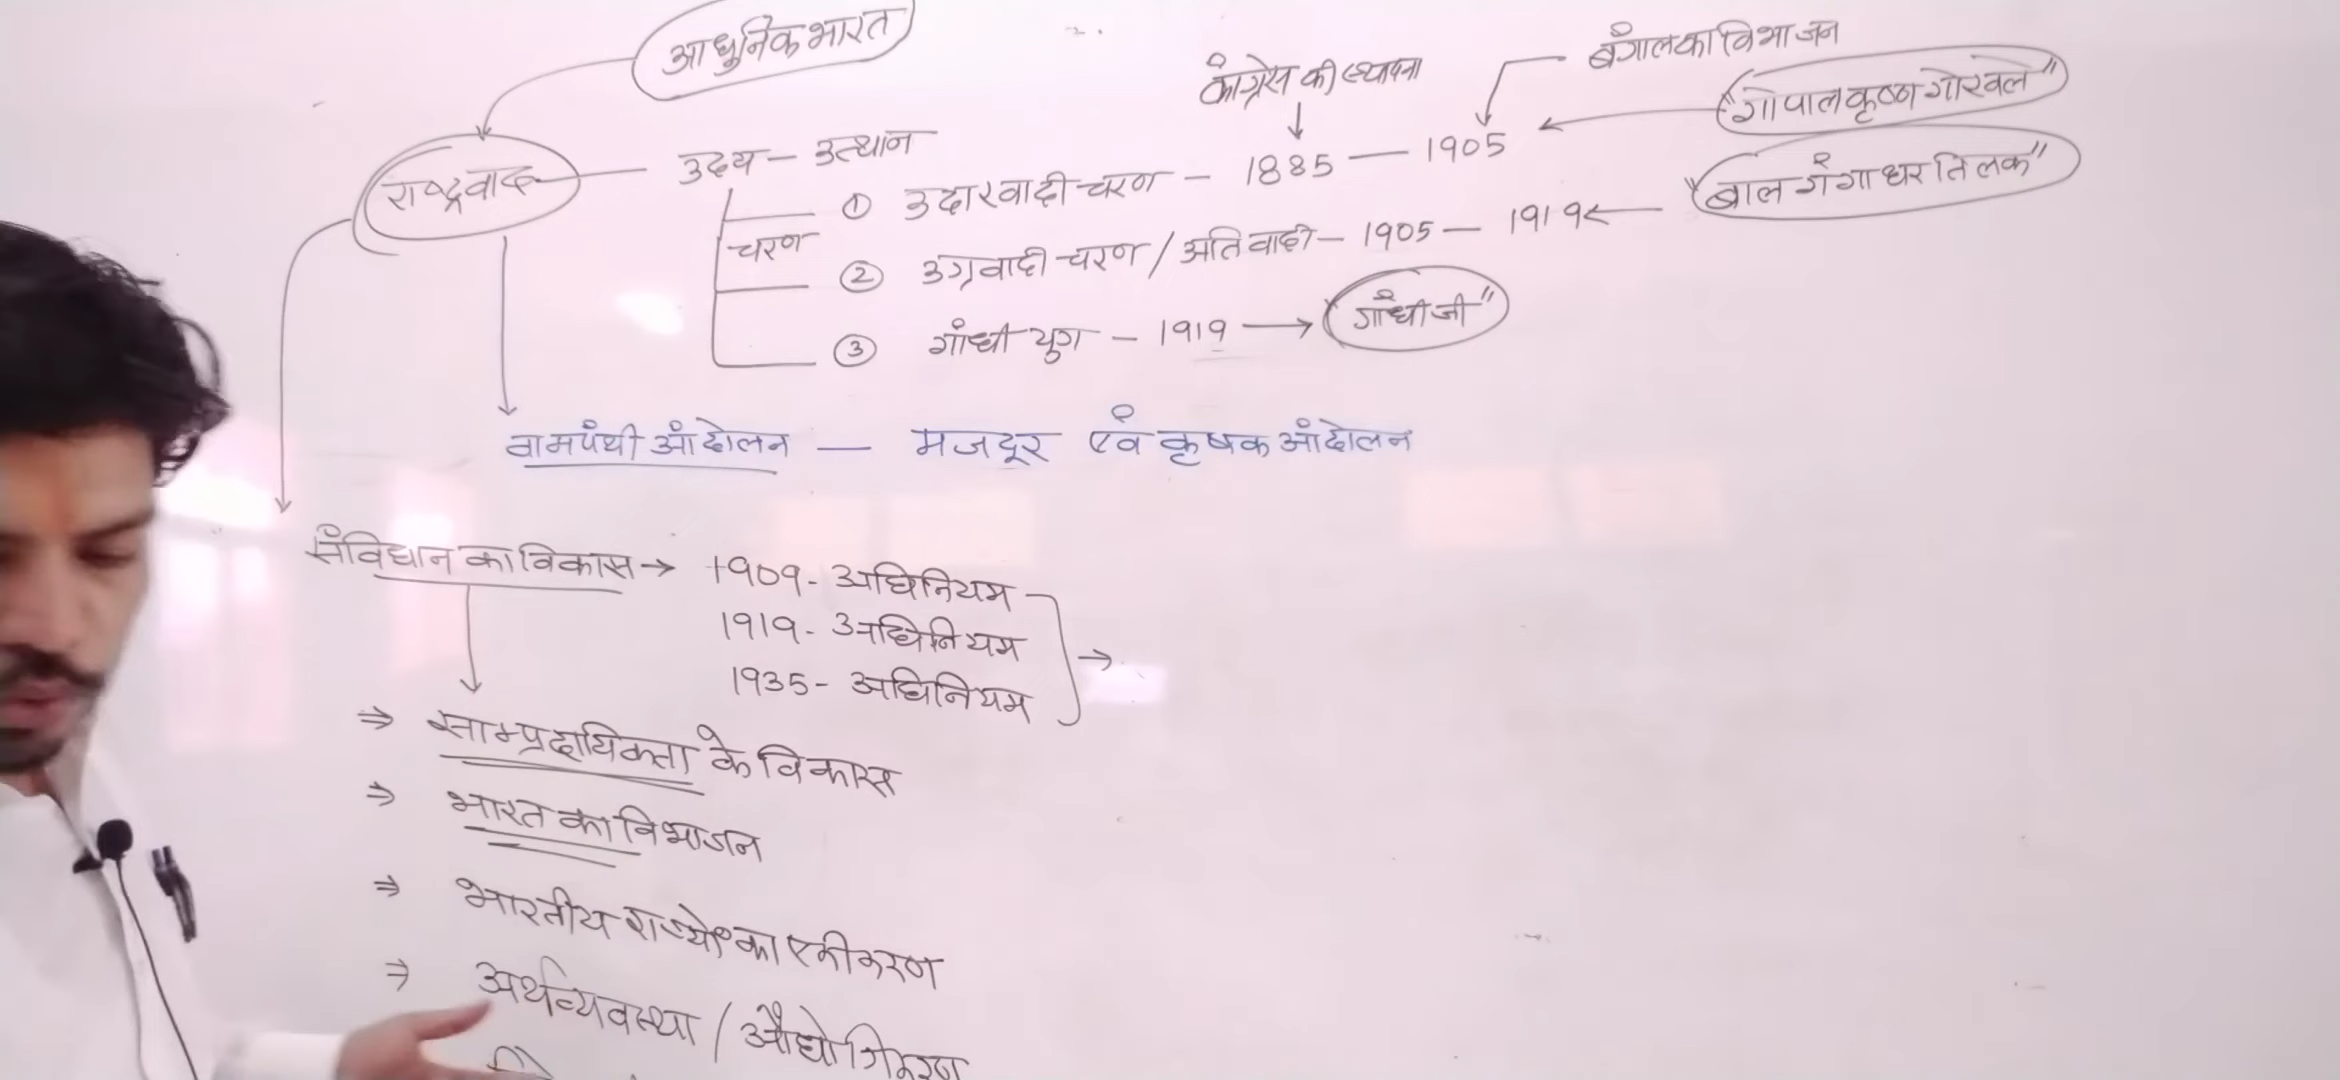 आधुनिक भारत
कांग्रेस की स्थापना
बंगाल का विभाजन
"गोपाल कृष्ण गोखले"
राष्ट्रवाद — उदय – उत्थान
चरण
① उदारवादी चरण – 1885 — 1905
"बाल गंगाधर तिलक"
② उग्रवादी चरण / अतिवादी – 1905 – 1919
③ गांधी युग – 1919 → "गाँधी जी"
वामपंथी आंदोलन — मजदूर एवं कृषक आंदोलन
संविधान का विकास → 1909 - अधिनियम
1919 - अधिनियम
1935 - अधिनियम
⇒ साम्प्रदायिकता के विकास
⇒ भारत का विभाजन
⇒ भारतीय राज्यों का एकीकरण
⇒ अर्थव्यवस्था / औद्योगिकरण